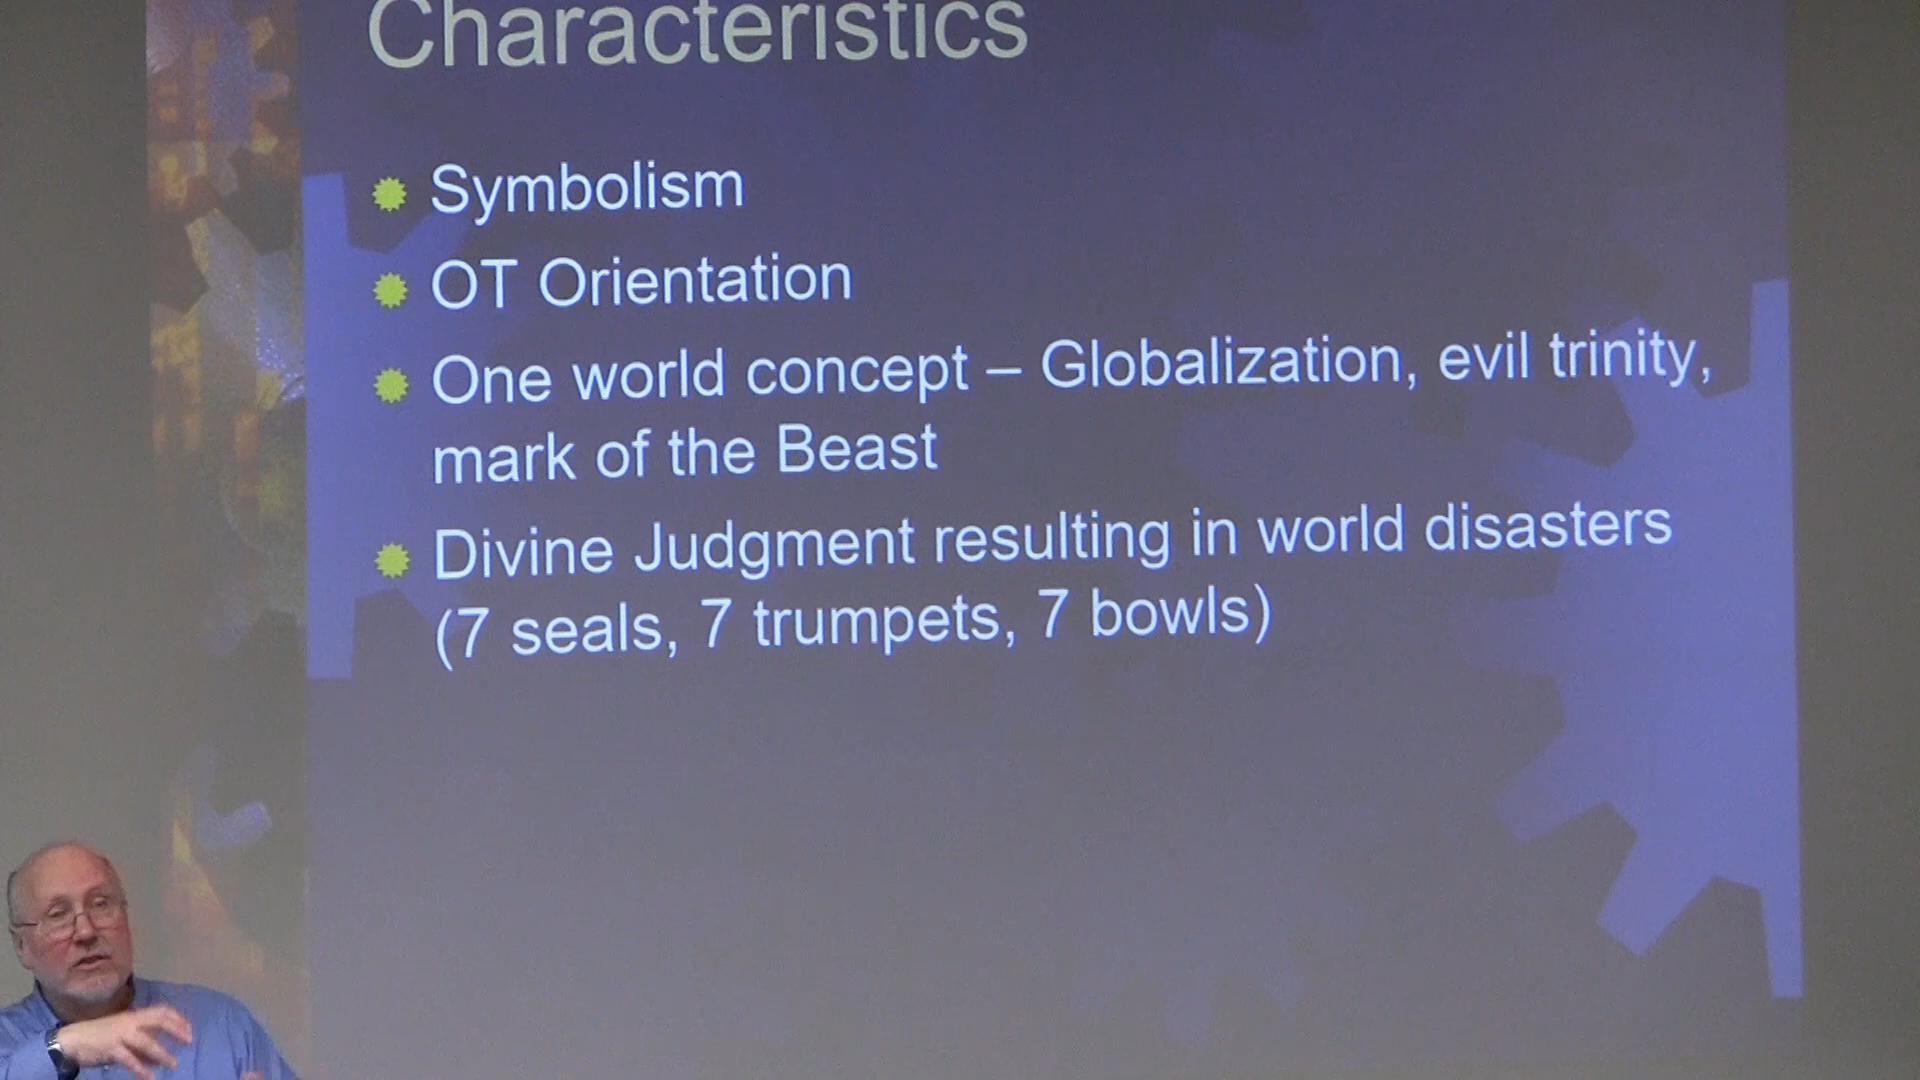 Characteristics
Symbolism
OT Orientation
One world concept – Globalization, evil trinity,
mark of the Beast
Divine Judgment resulting in world disasters
(7 seals, 7 trumpets, 7 bowls)